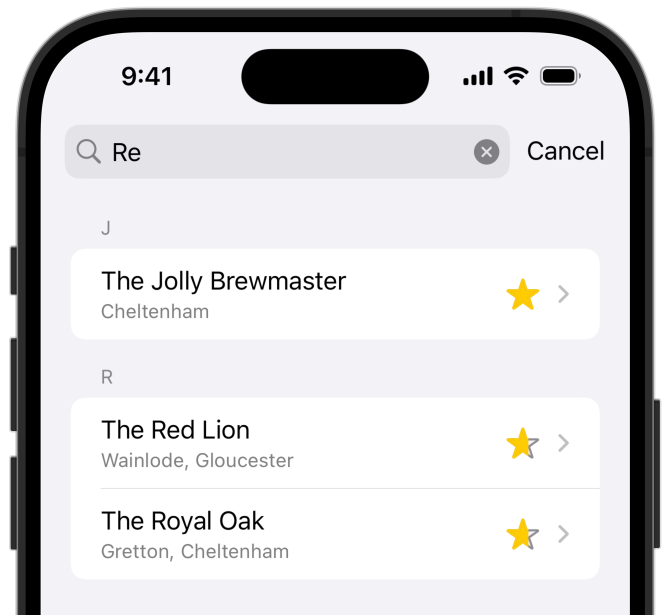 9:41
Re
Cancel
J
The Jolly Brewmaster
Cheltenham
R
The Red Lion
Wainlode, Gloucester
The Royal Oak
Gretton, Cheltenham